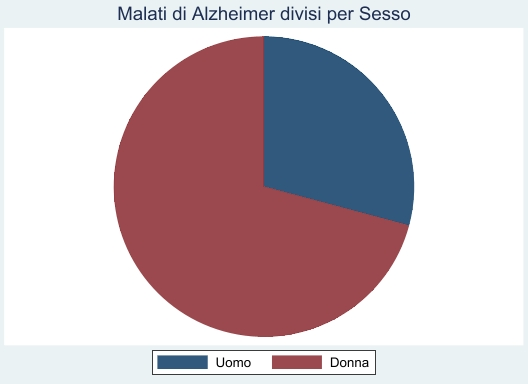 Malati di Alzheimer divisi per Sesso
Uomo Donna